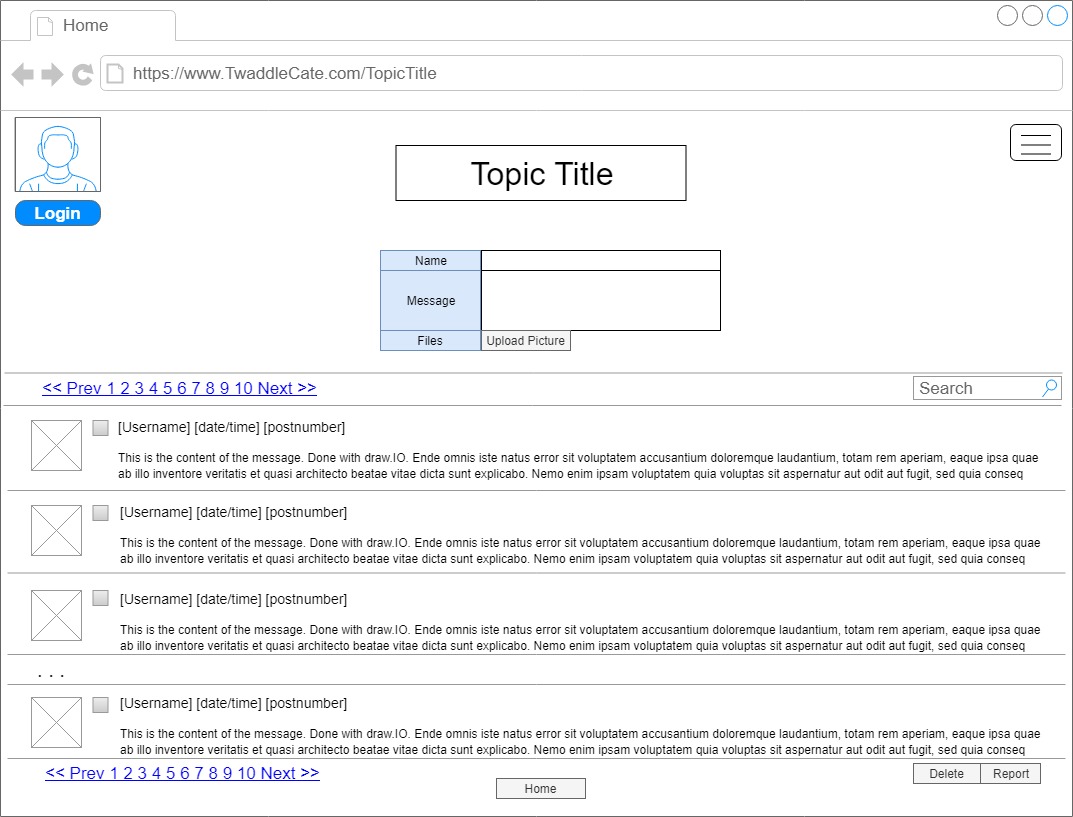 Home
https://www.TwaddleCate.com/TopicTitle
Login
Topic Title
Name
Message
Files Upload Picture
<< Prev 1 2 3 4 5 6 7 8 9 10 Next >> Search
[Username] [date/time] [postnumber]
This is the content of the message. Done with draw.IO. Ende omnis iste natus error sit voluptatem accusantium doloremque laudantium, totam rem aperiam, eaque ipsa quae
ab illo inventore veritatis et quasi architecto beatae vitae dicta sunt explicabo. Nemo enim ipsam voluptatem quia voluptas sit aspernatur aut odit aut fugit, sed quia conseq
[Username] [date/time] [postnumber]
This is the content of the message. Done with draw.IO. Ende omnis iste natus error sit voluptatem accusantium doloremque laudantium, totam rem aperiam, eaque ipsa quae
ab illo inventore veritatis et quasi architecto beatae vitae dicta sunt explicabo. Nemo enim ipsam voluptatem quia voluptas sit aspernatur aut odit aut fugit, sed quia conseq
[Username] [date/time] [postnumber]
This is the content of the message. Done with draw.IO. Ende omnis iste natus error sit voluptatem accusantium doloremque laudantium, totam rem aperiam, eaque ipsa quae
ab illo inventore veritatis et quasi architecto beatae vitae dicta sunt explicabo. Nemo enim ipsam voluptatem quia voluptas sit aspernatur aut odit aut fugit, sed quia conseq
. . .
[Username] [date/time] [postnumber]
This is the content of the message. Done with draw.IO. Ende omnis iste natus error sit voluptatem accusantium doloremque laudantium, totam rem aperiam, eaque ipsa quae
ab illo inventore veritatis et quasi architecto beatae vitae dicta sunt explicabo. Nemo enim ipsam voluptatem quia voluptas sit aspernatur aut odit aut fugit, sed quia conseq
<< Prev 1 2 3 4 5 6 7 8 9 10 Next >> Delete Report
Home